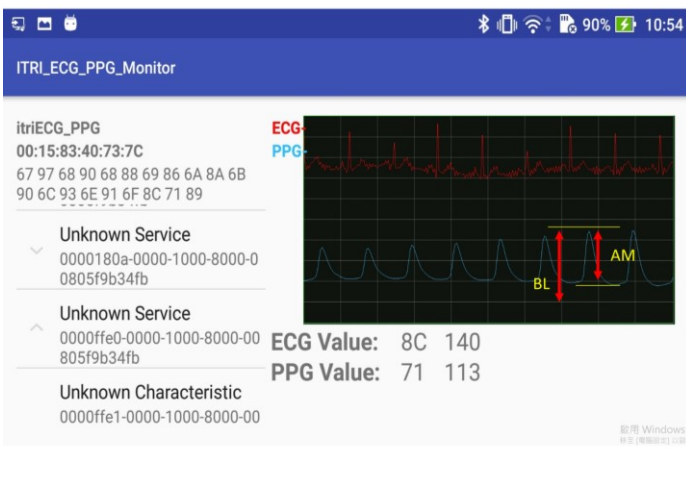 90% 10:54
ITRI_ECG_PPG_Monitor
itriECG_PPG
00:15:83:40:73:7C
67 97 68 90 68 88 69 86 6A 8A 6B
90 6C 93 6E 91 6F 8C 71 89
Unknown Service
0000180a-0000-1000-8000-0
0805f9b34fb
Unknown Service
0000ffe0-0000-1000-8000-00
805f9b34fb
Unknown Characteristic
0000ffe1-0000-1000-8000-00
ECG-
PPG-
AM
BL
ECG Value: 8C 140
PPG Value: 71 113
啟用 Windows